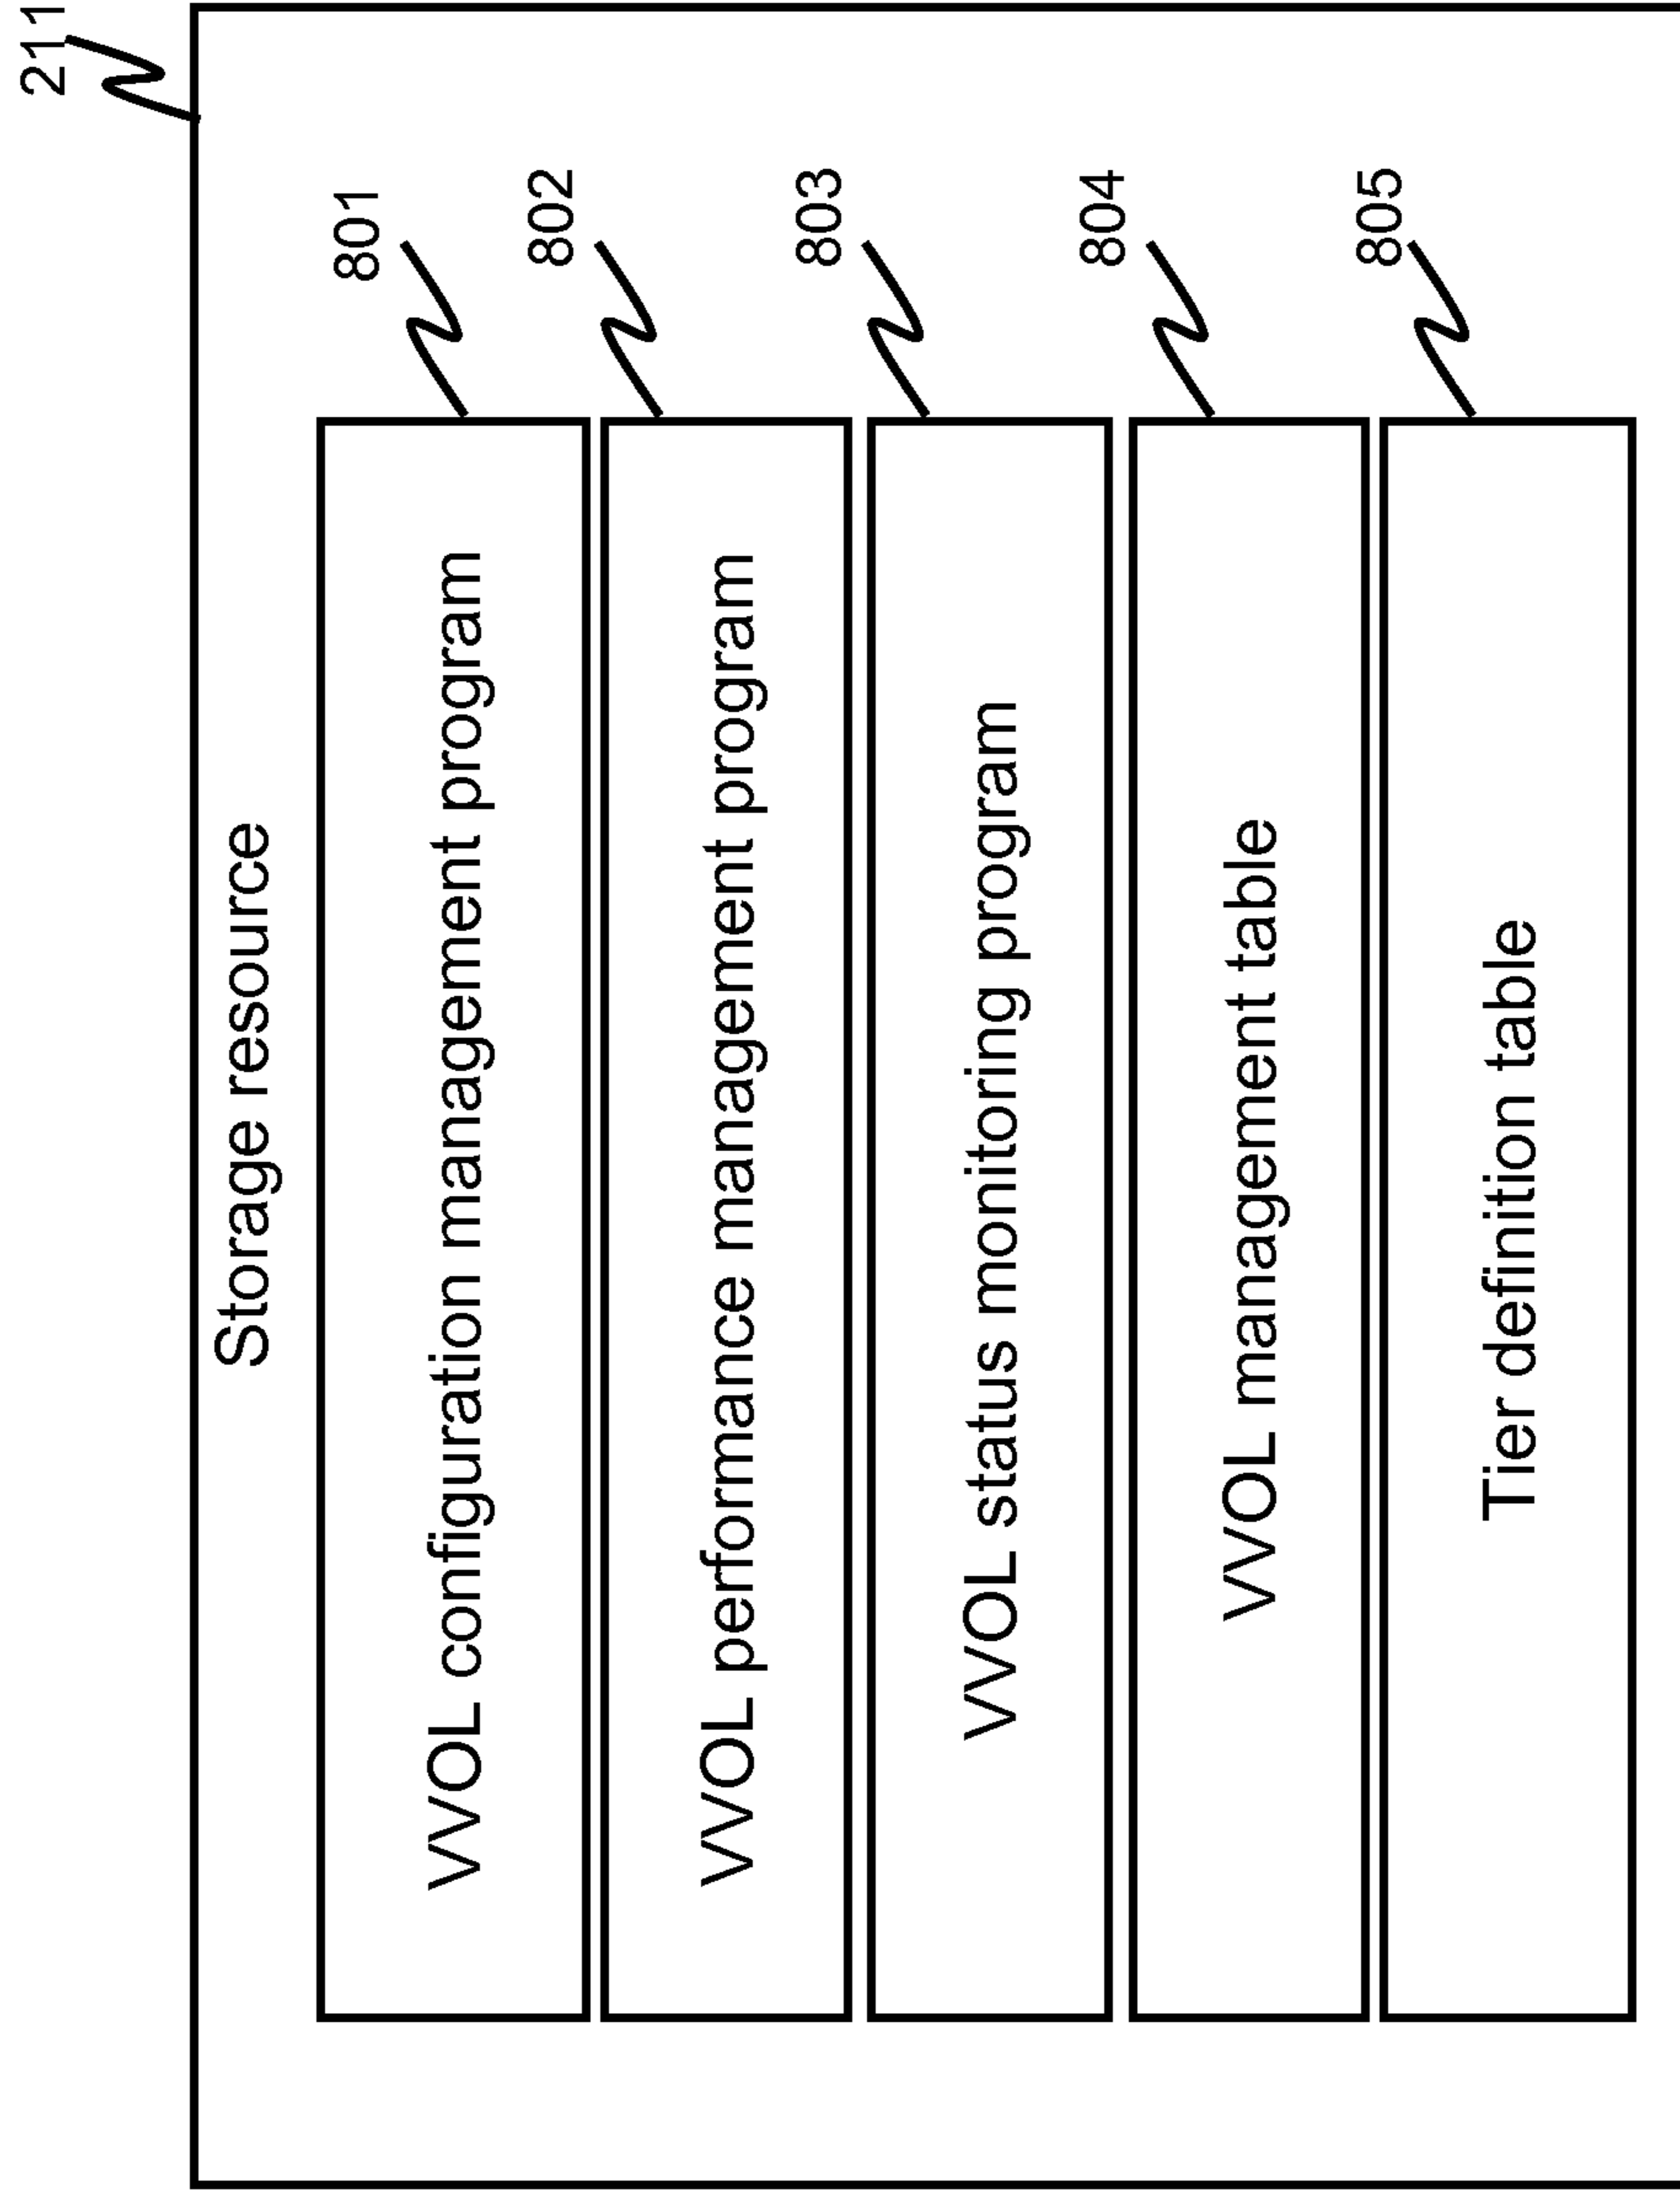 211
Storage resource
801
VVOL configuration management program
802
VVOL performance management program
803
VVOL status monitoring program
804
VVOL management table
805
Tier definition table